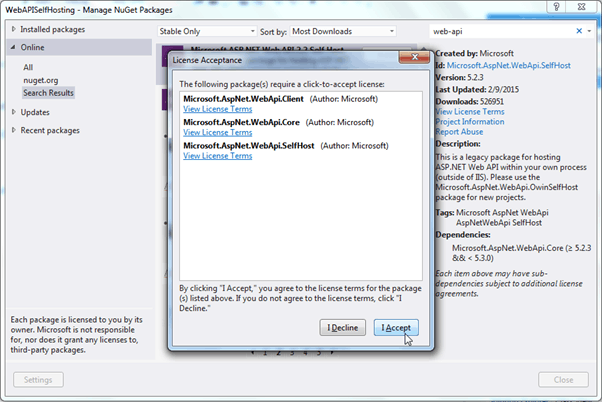 WebAPISelfHosting - Manage NuGet Packages
Installed packages
Online
All
nuget.org
Search Results
Updates
Recent packages
Each package is licensed to you by its
owner. Microsoft is not responsible
for, nor does it grant any licenses to,
third-party packages.
Settings
Stable Only
Sort by:
Most Downloads
Microsoft ASP.NET Web API 2.2 Self Host
License Acceptance
The following package(s) require a click-to-accept license:
Microsoft.AspNet.WebApi.Client (Author: Microsoft)
View License Terms
Microsoft.AspNet.WebApi.Core (Author: Microsoft)
View License Terms
Microsoft.AspNet.WebApi.SelfHost (Author: Microsoft)
View License Terms
By clicking "I Accept," you agree to the license terms for the package
(s) listed above. If you do not agree to the license terms, click "I
Decline."
I Decline
I Accept
1 2 3 4 5
web-api
Created by: Microsoft
Id: Microsoft.AspNet.WebApi.SelfHost
Version: 5.2.3
Last Updated: 2/9/2015
Downloads: 526951
View License Terms
Project Information
Report Abuse
Description:
This is a legacy package for hosting
ASP.NET Web API within your own process
(outside of IIS). Please use the
Microsoft.AspNet.WebApi.OwinSelfHost
package for new projects.
Tags: Microsoft AspNet WebApi
AspNetWebApi SelfHost
Dependencies:
Microsoft.AspNet.WebApi.Core (≥ 5.2.3
&& < 5.3.0)
Each item above may have sub-
dependencies subject to additional license
agreements.
Close